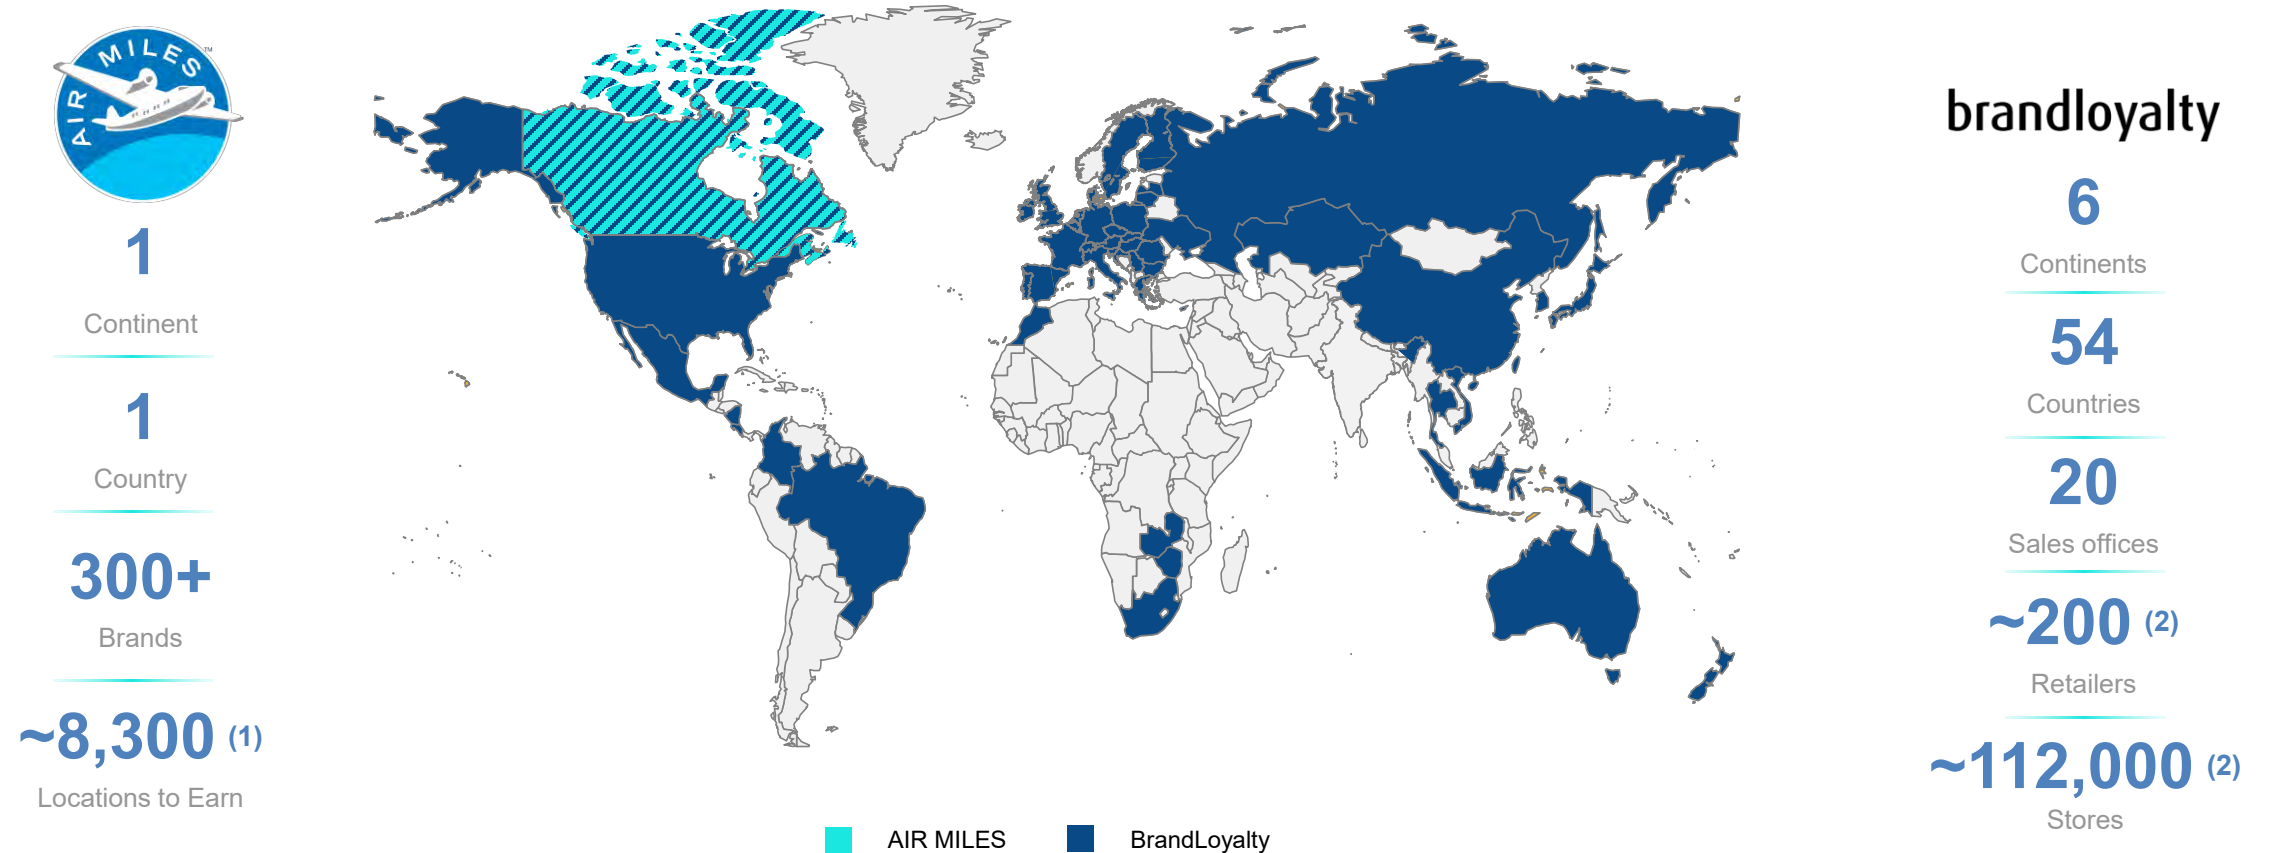 AIR MILES™
1
Continent
1
Country
300+
Brands
~8,300 (1)
Locations to Earn
AIR MILES
BrandLoyalty
brandloyalty
6
Continents
54
Countries
20
Sales offices
~200 (2)
Retailers
~112,000 (2)
Stores